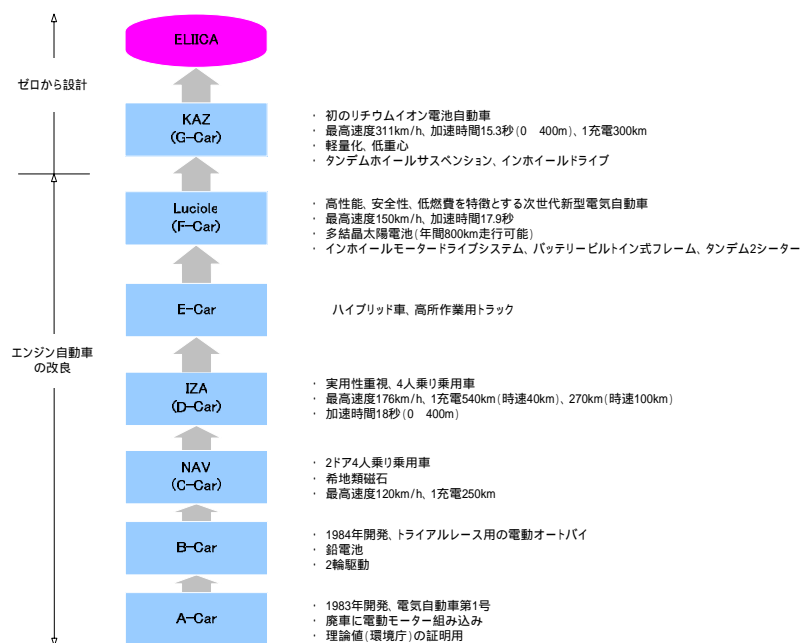 ELIICA
ゼロから設計
KAZ
(G-Car)
・ 初のリチウムイオン電池自動車
・ 最高速度311km/h、加速時間15.3秒(0　400m)、1充電300km
・ 軽量化、低重心
・ タンデムホイールサスペンション、インホイールドライブ
Luciole
(F-Car)
・ 高性能、安全性、低燃費を特徴とする次世代新型電気自動車
・ 最高速度150km/h、加速時間17.9秒
・ 多結晶太陽電池(年間800km走行可能)
・ インホイールモータードライブシステム、バッテリービルトイン式フレーム、タンデム2シーター
E-Car
ハイブリッド車、高所作業用トラック
エンジン自動車
の改良
IZA
(D-Car)
・ 実用性重視、4人乗り乗用車
・ 最高速度176km/h、1充電540km(時速40km)、270km(時速100km)
・ 加速時間18秒(0　400m)
NAV
(C-Car)
・ 2ドア4人乗り乗用車
・ 希地類磁石
・ 最高速度120km/h、1充電250km
B-Car
・ 1984年開発、トライアルレース用の電動オートバイ
・ 鉛電池
・ 2輪駆動
A-Car
・ 1983年開発、電気自動車第1号
・ 廃車に電動モーター組み込み
・ 理論値(環境庁)の証明用